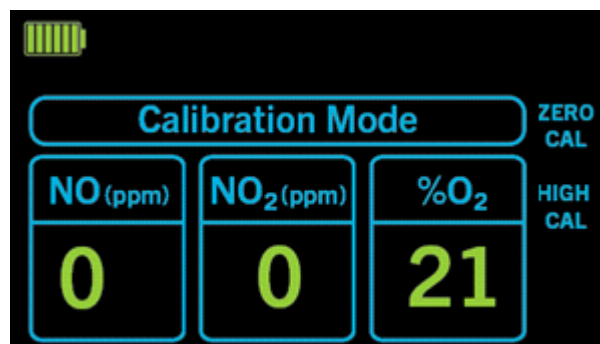 Calibration Mode
ZERO
CAL
NO (ppm)
NO₂ (ppm)
%O₂
HIGH
CAL
0
0
21